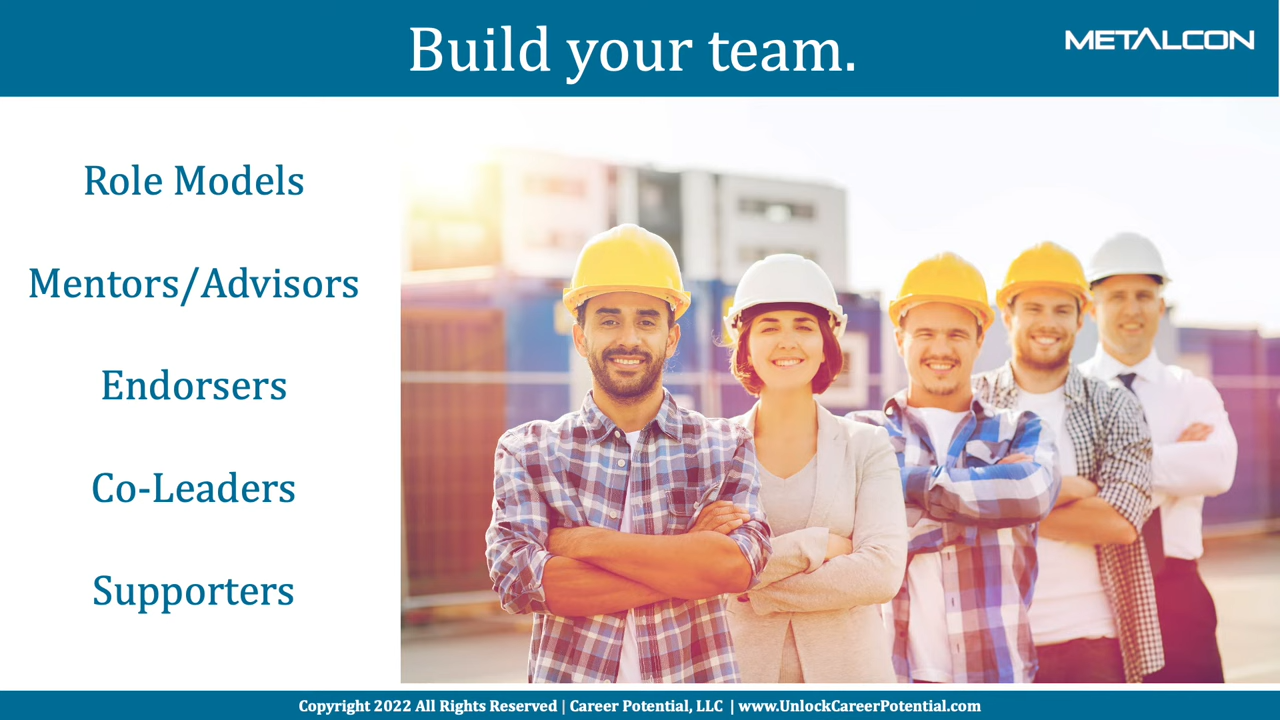 Build your team.
METALCON
Role Models
Mentors/Advisors
Endorsers
Co-Leaders
Supporters
Copyright 2022 All Rights Reserved | Career Potential, LLC | www.UnlockCareerPotential.com